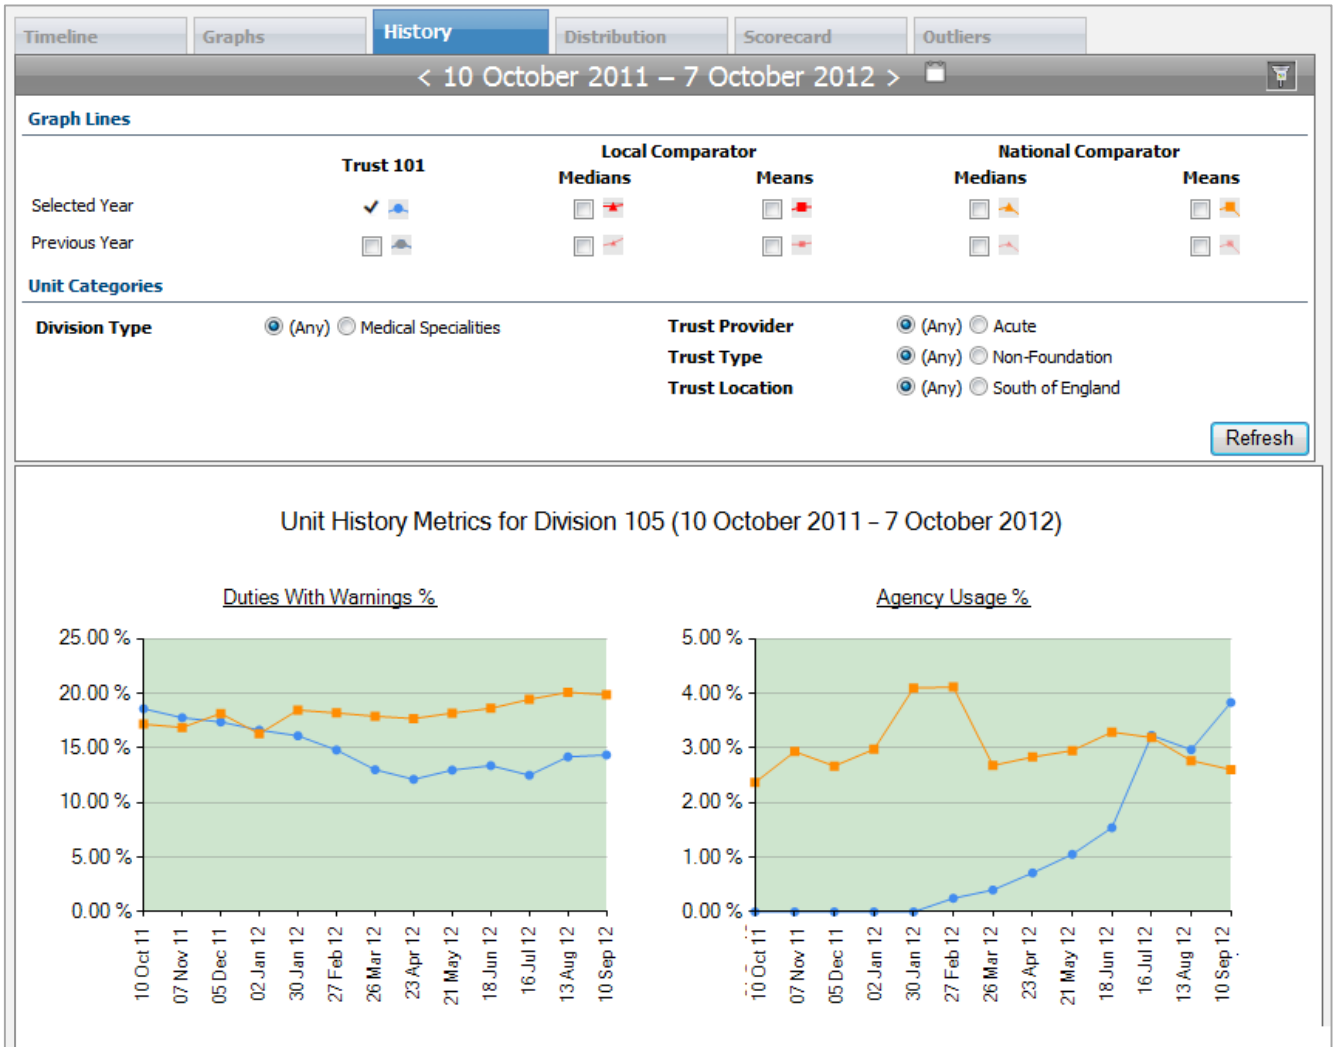 Timeline Graphs History Distribution Scorecard Outliers
< 10 October 2011 – 7 October 2012 >
Graph Lines
Local Comparator National Comparator
Trust 101
Medians Means Medians Means
Selected Year
Previous Year
Unit Categories
Division Type (Any) Medical Specialities Trust Provider (Any) Acute
Trust Type (Any) Non-Foundation
Trust Location (Any) South of England
Refresh
Unit History Metrics for Division 105 (10 October 2011 – 7 October 2012)
Duties With Warnings %
25.00 %
20.00 %
15.00 %
10.00 %
5.00 %
0.00 %
10 Oct 11
07 Nov 11
05 Dec 11
02 Jan 12
30 Jan 12
27 Feb 12
26 Mar 12
23 Apr 12
21 May 12
18 Jun 12
16 Jul 12
13 Aug 12
10 Sep 12
Agency Usage %
5.00 %
4.00 %
3.00 %
2.00 %
1.00 %
0.00 %
10 Oct 11
07 Nov 11
05 Dec 11
02 Jan 12
30 Jan 12
27 Feb 12
26 Mar 12
23 Apr 12
21 May 12
18 Jun 12
16 Jul 12
13 Aug 12
10 Sep 12